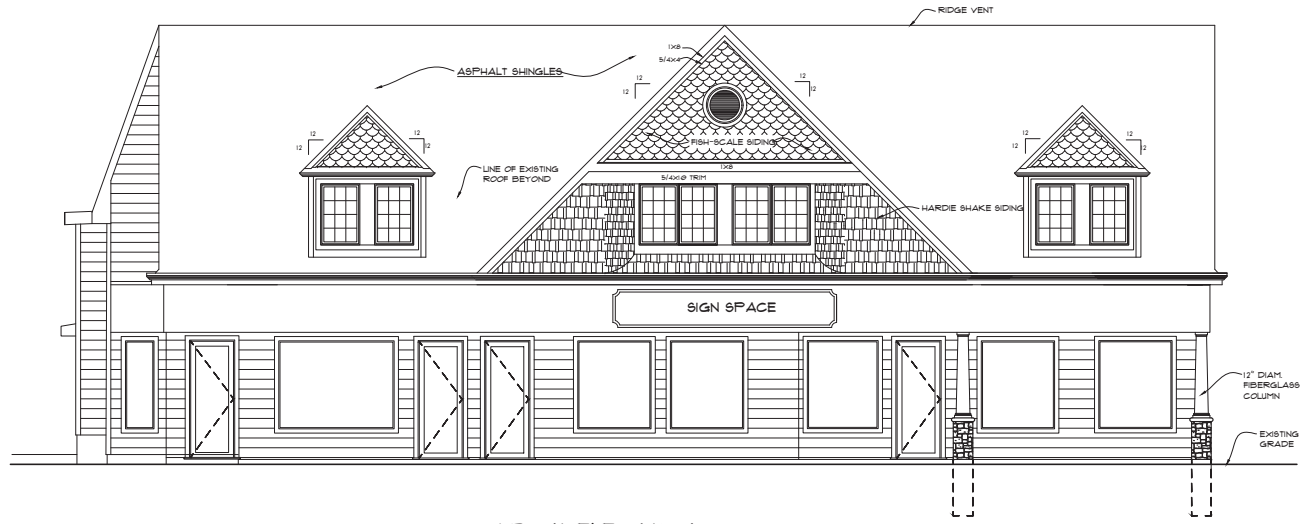 RIDGE VENT
1X8
5/4X4
ASPHALT SHINGLES
12
12
12
12
12
12
12
12
12
12
12
12
FISH-SCALE SIDING
1X8
LINE OF EXISTING
ROOF BEYOND
5/4X10 TRIM
HARDIE SHAKE SIDING
SIGN SPACE
12" DIAM.
FIBERGLASS
COLUMN
EXISTING
GRADE